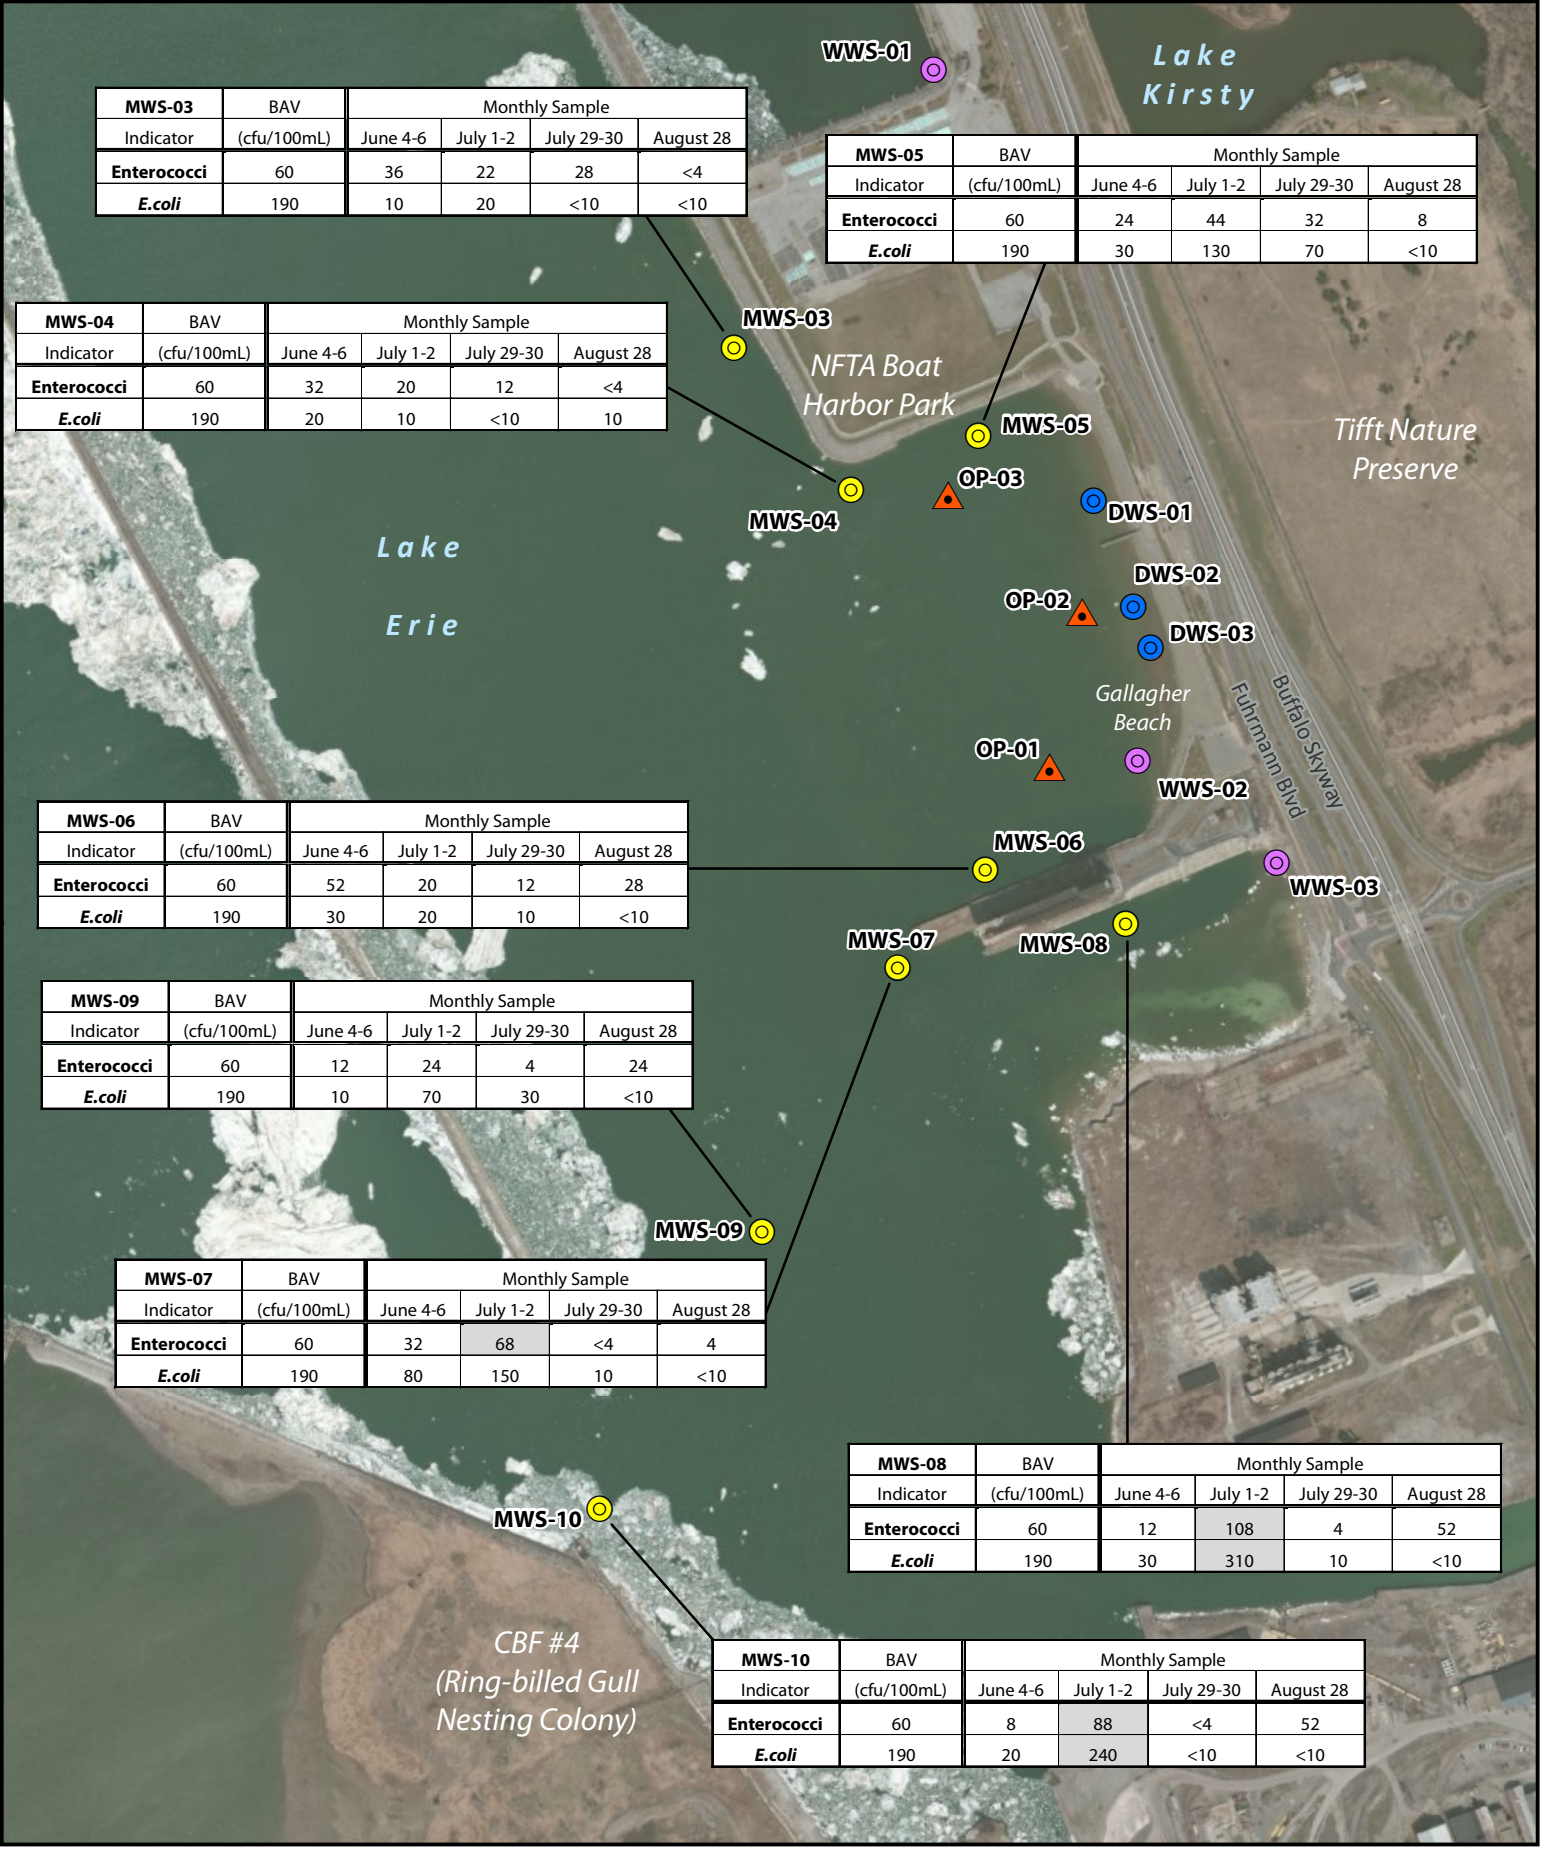 WWS-01
Lake
Kirsty
MWS-03 BAV Monthly Sample
Indicator (cfu/100mL) June 4-6 July 1-2 July 29-30 August 28
Enterococci 60 36 22 28 <4
E.coli 190 10 20 <10 <10
MWS-05 BAV Monthly Sample
Indicator (cfu/100mL) June 4-6 July 1-2 July 29-30 August 28
Enterococci 60 24 44 32 8
E.coli 190 30 130 70 <10
MWS-04 BAV Monthly Sample
Indicator (cfu/100mL) June 4-6 July 1-2 July 29-30 August 28
Enterococci 60 32 20 12 <4
E.coli 190 20 10 <10 10
MWS-03
NFTA Boat
Harbor Park
MWS-05
Tifft Nature
Preserve
OP-03
MWS-04
DWS-01
Lake
Erie
DWS-02
OP-02
DWS-03
Gallagher
Beach
Buffalo Skyway
Fuhrmann Blvd
OP-01
WWS-02
MWS-06 BAV Monthly Sample
Indicator (cfu/100mL) June 4-6 July 1-2 July 29-30 August 28
Enterococci 60 52 20 12 28
E.coli 190 30 20 10 <10
MWS-06
WWS-03
MWS-07
MWS-08
MWS-09 BAV Monthly Sample
Indicator (cfu/100mL) June 4-6 July 1-2 July 29-30 August 28
Enterococci 60 12 24 4 24
E.coli 190 10 70 30 <10
MWS-09
MWS-07 BAV Monthly Sample
Indicator (cfu/100mL) June 4-6 July 1-2 July 29-30 August 28
Enterococci 60 32 68 <4 4
E.coli 190 80 150 10 <10
MWS-08 BAV Monthly Sample
Indicator (cfu/100mL) June 4-6 July 1-2 July 29-30 August 28
Enterococci 60 12 108 4 52
E.coli 190 30 310 10 <10
MWS-10
CBF #4
(Ring-billed Gull
Nesting Colony)
MWS-10 BAV Monthly Sample
Indicator (cfu/100mL) June 4-6 July 1-2 July 29-30 August 28
Enterococci 60 8 88 <4 52
E.coli 190 20 240 <10 <10